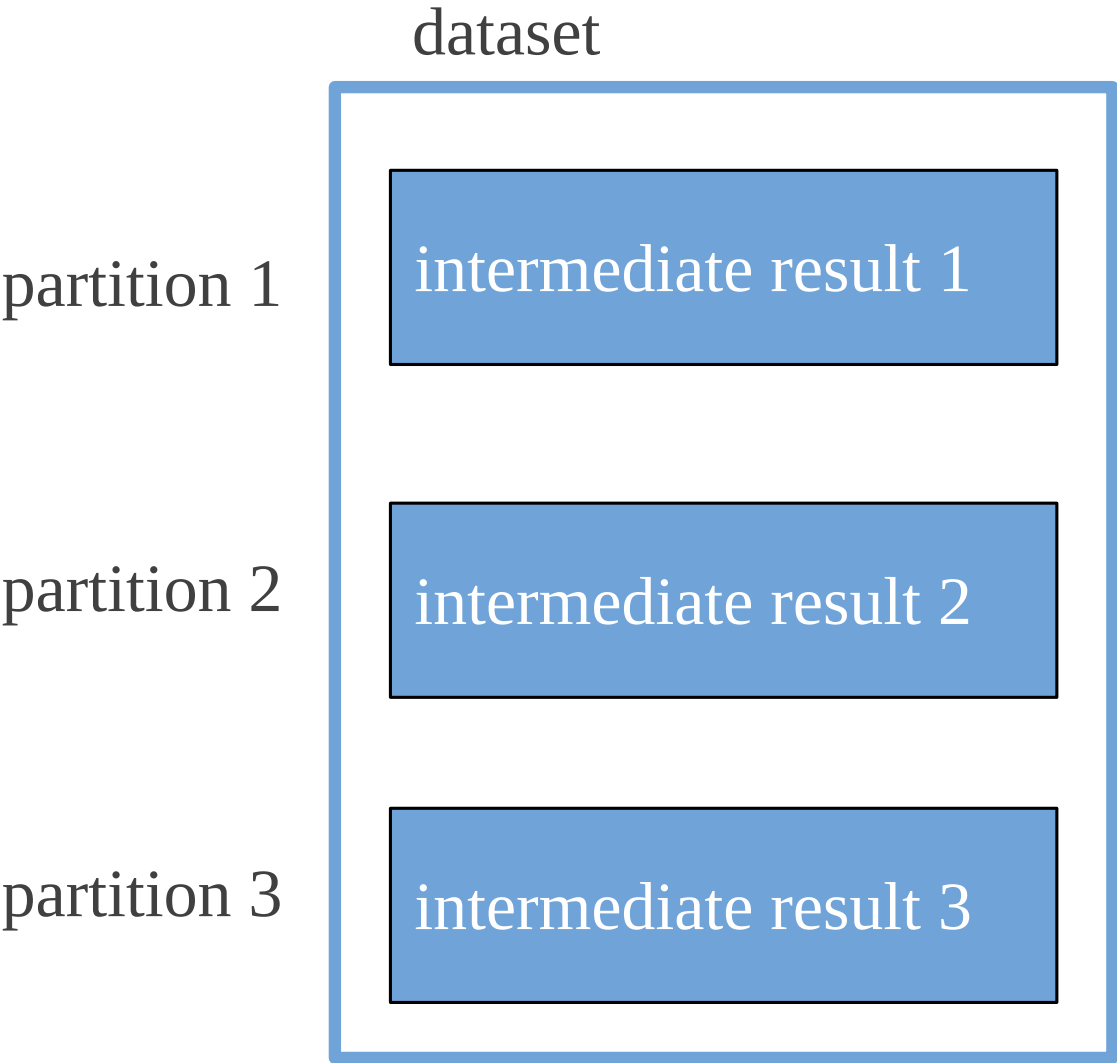 dataset
partition 1
intermediate result 1
partition 2
intermediate result 2
partition 3
intermediate result 3